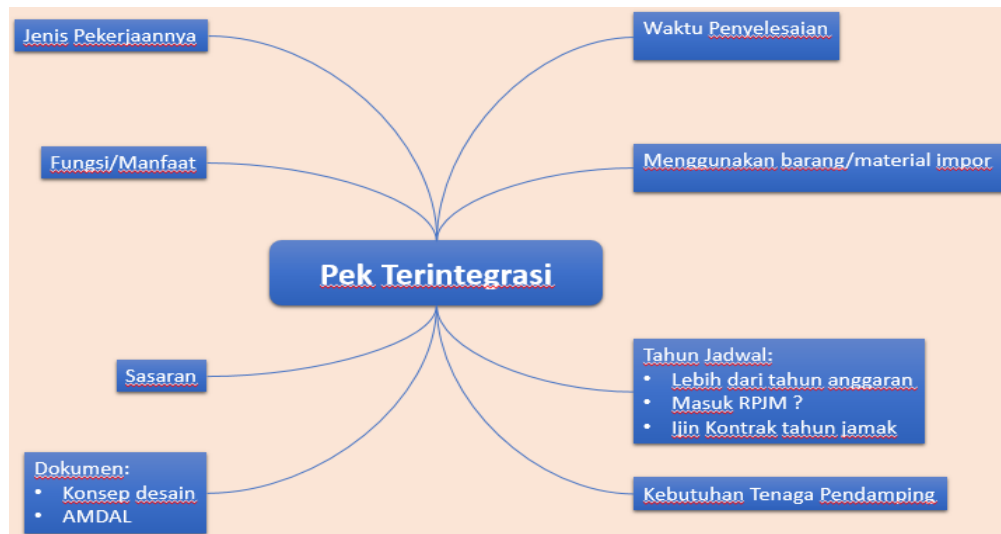 Jenis Pekerjaannya
Waktu Penyelesaian
Fungsi/Manfaat
Menggunakan barang/material impor
Pek Terintegrasi
Sasaran
Tahun Jadwal:
• Lebih dari tahun anggaran
• Masuk RPJM ?
• Ijin Kontrak tahun jamak
Dokumen:
• Konsep desain
• AMDAL
Kebutuhan Tenaga Pendamping